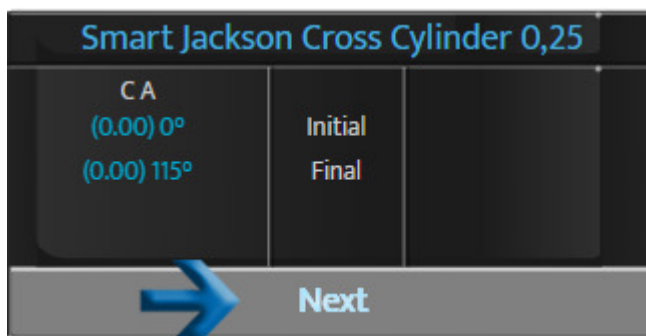 Smart Jackson Cross Cylinder 0,25
C A
(0.00) 0º Initial
(0.00) 115º Final
Next